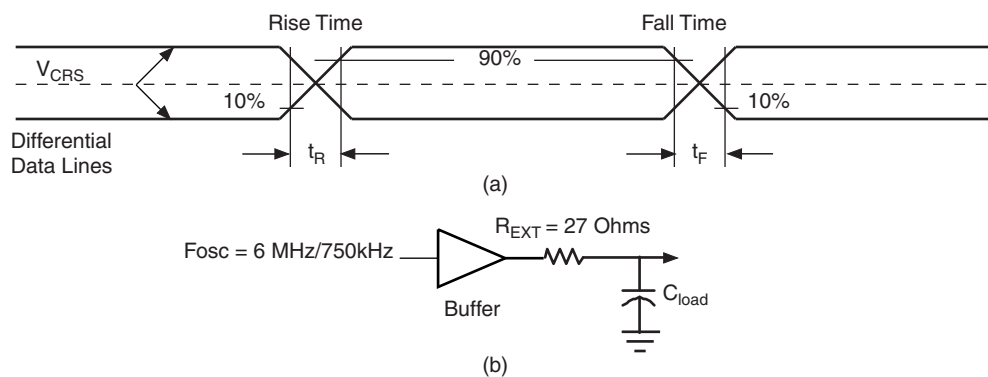 Rise Time
Fall Time
V_CRS
90%
10%
10%
Differential
Data Lines
t_R
t_F
(a)
R_EXT = 27 Ohms
Fosc = 6 MHz/750kHz
Buffer
C_load
(b)